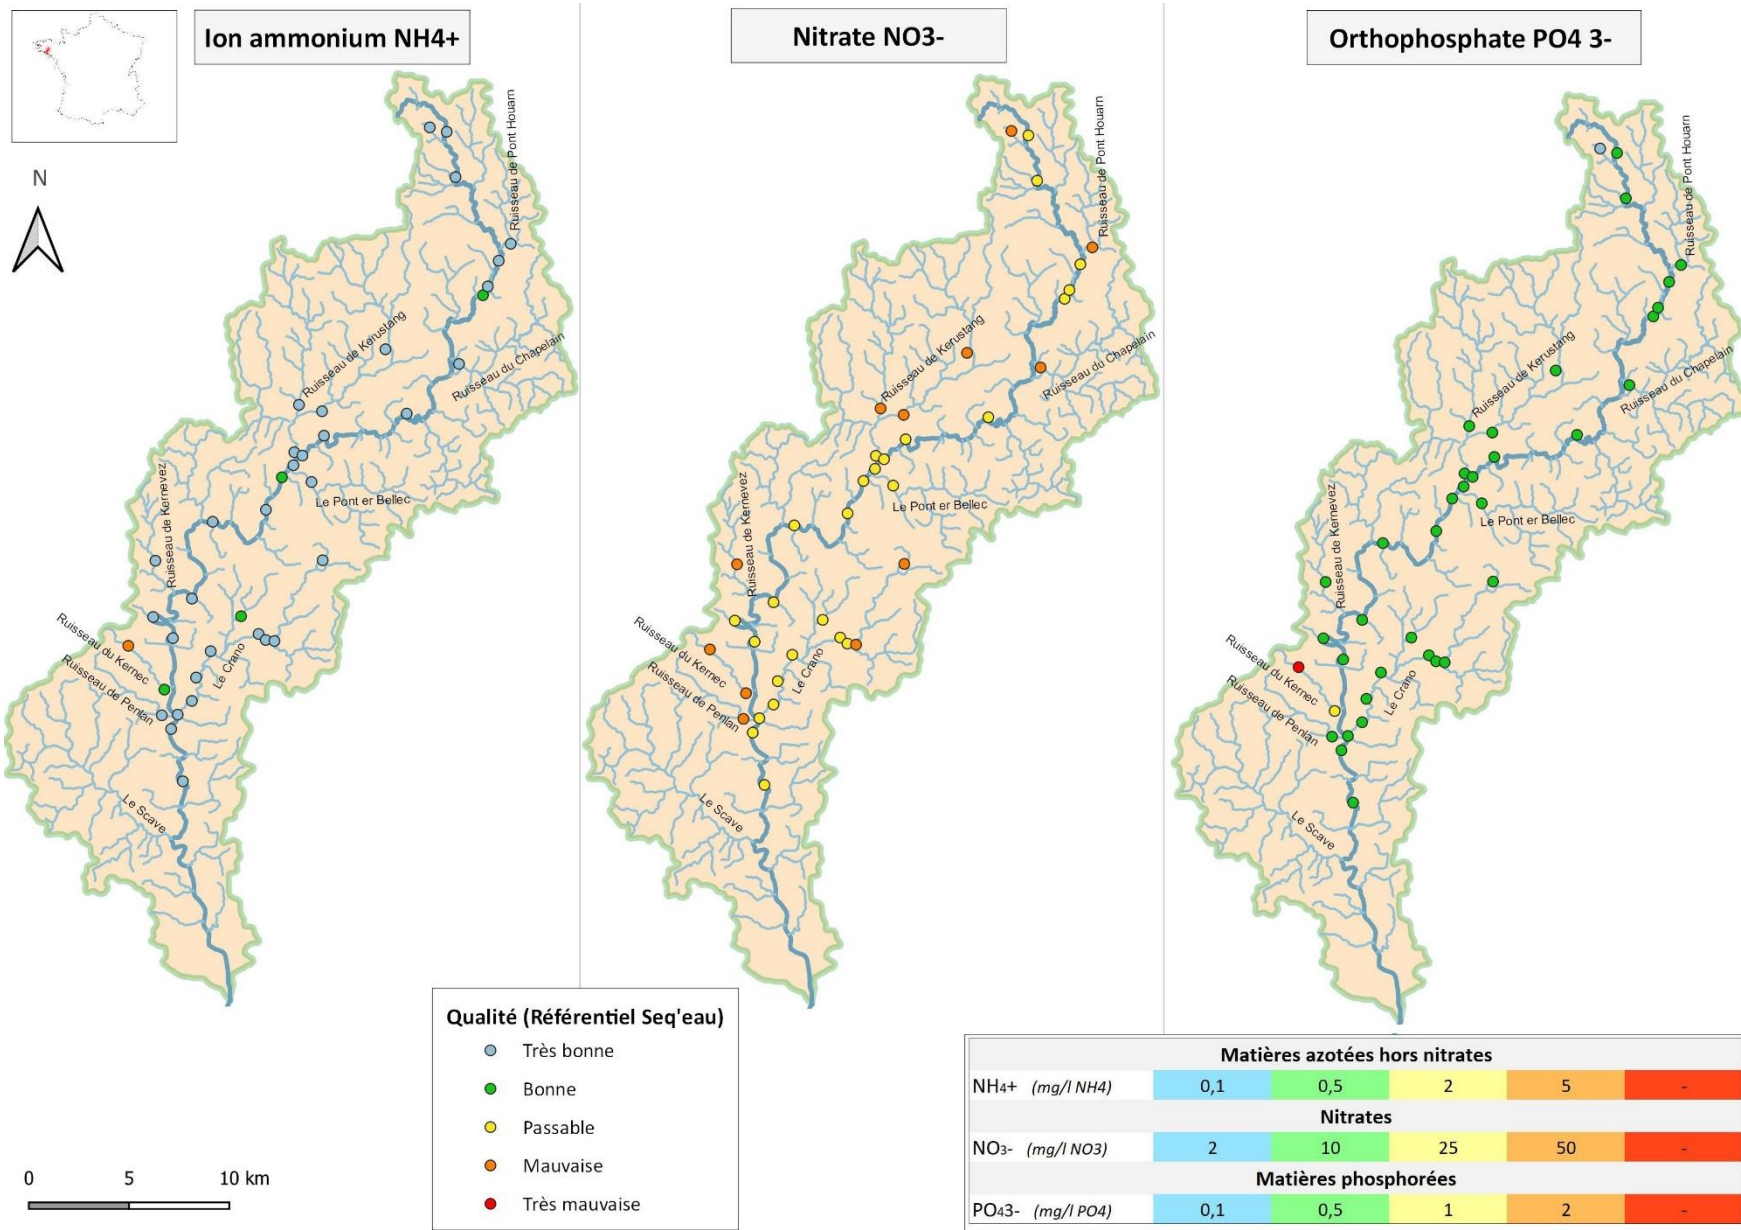 Ion ammonium NH4+
Nitrate NO3-
Orthophosphate PO4 3-
N
Ruisseau de Pont Houarn
Ruisseau de Kerustang
Ruisseau du Chapelain
Le Pont er Bellec
Ruisseau de Kernevez
Ruisseau du Kernec
Ruisseau de Penlan
Le Crano
Le Scave
Ruisseau de Pont Houarn
Ruisseau de Kerustang
Ruisseau du Chapelain
Le Pont er Bellec
Ruisseau de Kernevez
Ruisseau du Kernec
Ruisseau de Penlan
Le Crano
Le Scave
Ruisseau de Pont Houarn
Ruisseau de Kerustang
Ruisseau du Chapelain
Le Pont er Bellec
Ruisseau de Kernevez
Ruisseau du Kernec
Ruisseau de Penlan
Le Crano
Le Scave
0 5 10 km
Qualité (Référentiel Seq'eau)
Très bonne
Bonne
Passable
Mauvaise
Très mauvaise
Matières azotées hors nitrates
NH4+ (mg/l NH4) 0,1 0,5 2 5 -
Nitrates
NO3- (mg/l NO3) 2 10 25 50 -
Matières phosphorées
PO43- (mg/l PO4) 0,1 0,5 1 2 -